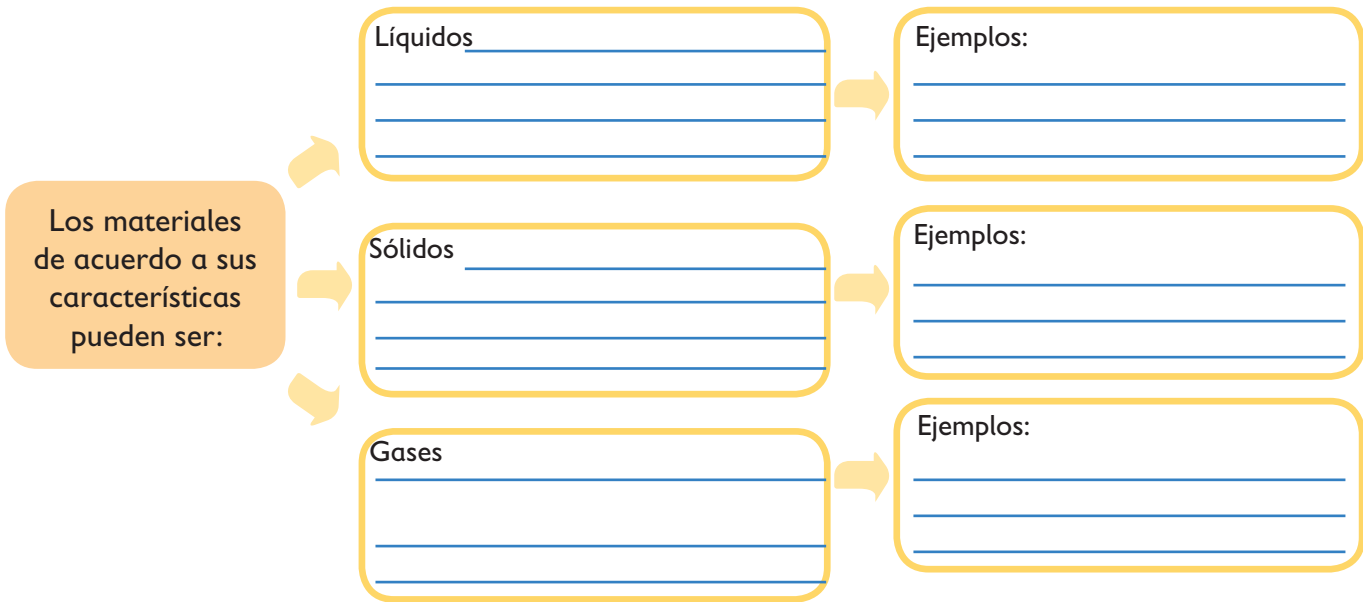 Los materiales
de acuerdo a sus
características
pueden ser:
Líquidos
Ejemplos:
Sólidos
Ejemplos:
Gases
Ejemplos: